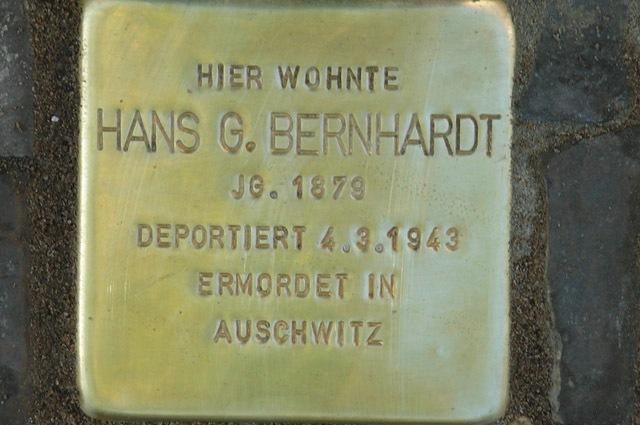 HIER WOHNTE
HANS G. BERNHARDT
JG. 1879
DEPORTIERT 4.3.1943
ERMORDET IN
AUSCHWITZ